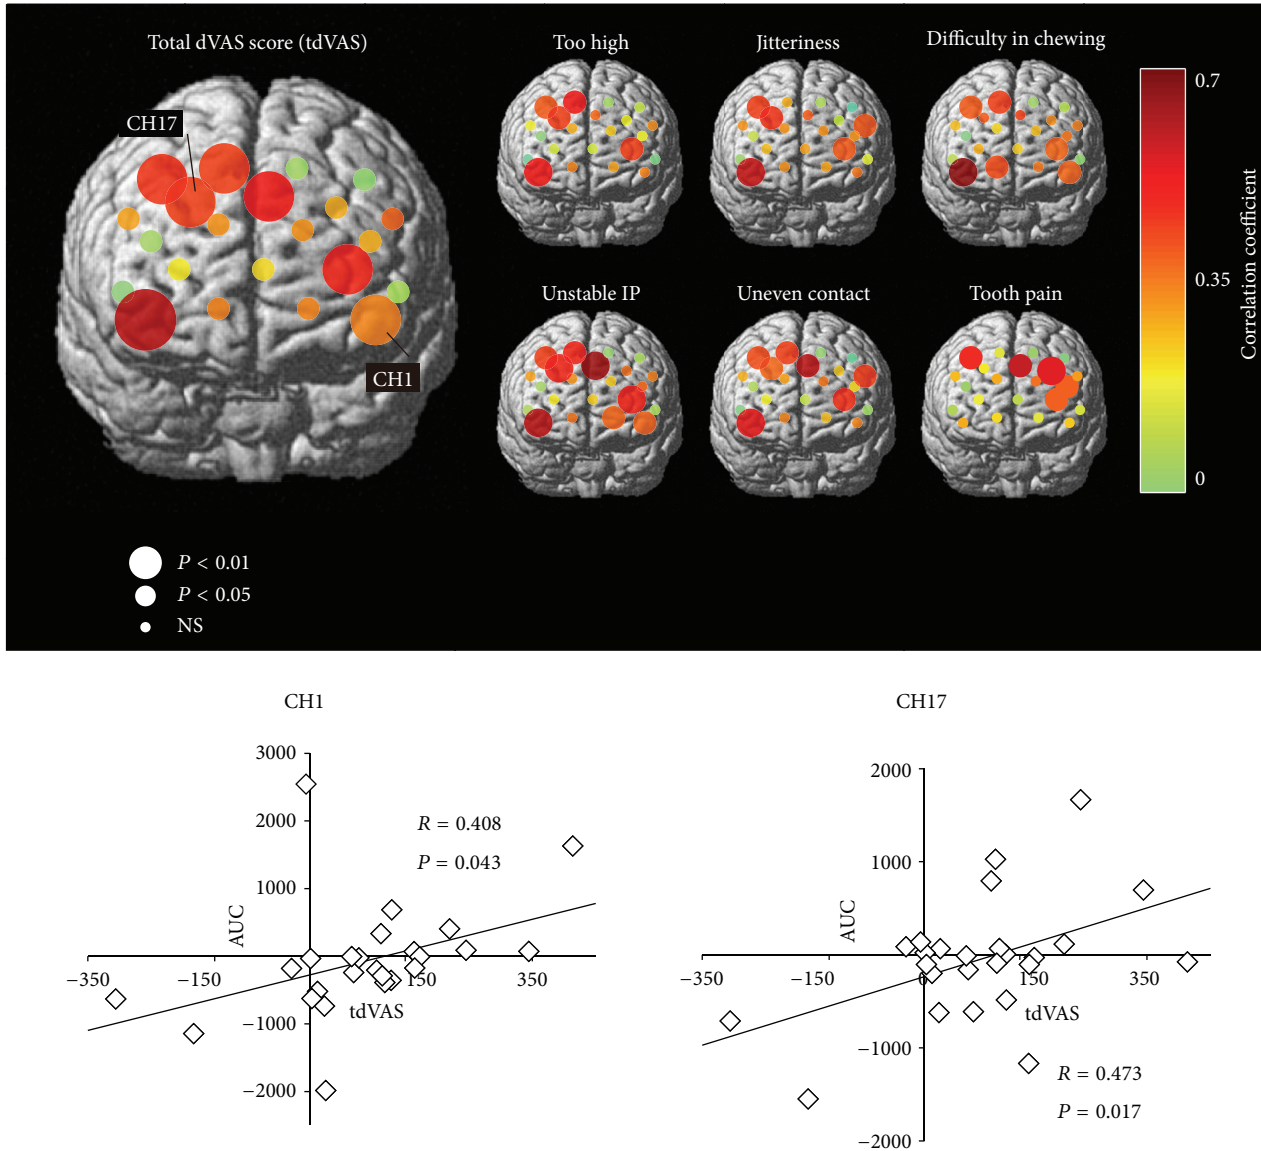 Total dVAS score (tdVAS)
Too high
Jitteriness
Difficulty in chewing
CH17
CH1
Unstable IP
Uneven contact
Tooth pain
0.7
0.35
0
Correlation coefficient
P < 0.01
P < 0.05
NS
CH1
3000
2000
1000
−1000
−2000
AUC
R = 0.408
P = 0.043
−350
−150
150
350
tdVAS
CH17
2000
1000
0
−1000
−2000
AUC
−350
−150
150
350
tdVAS
R = 0.473
P = 0.017